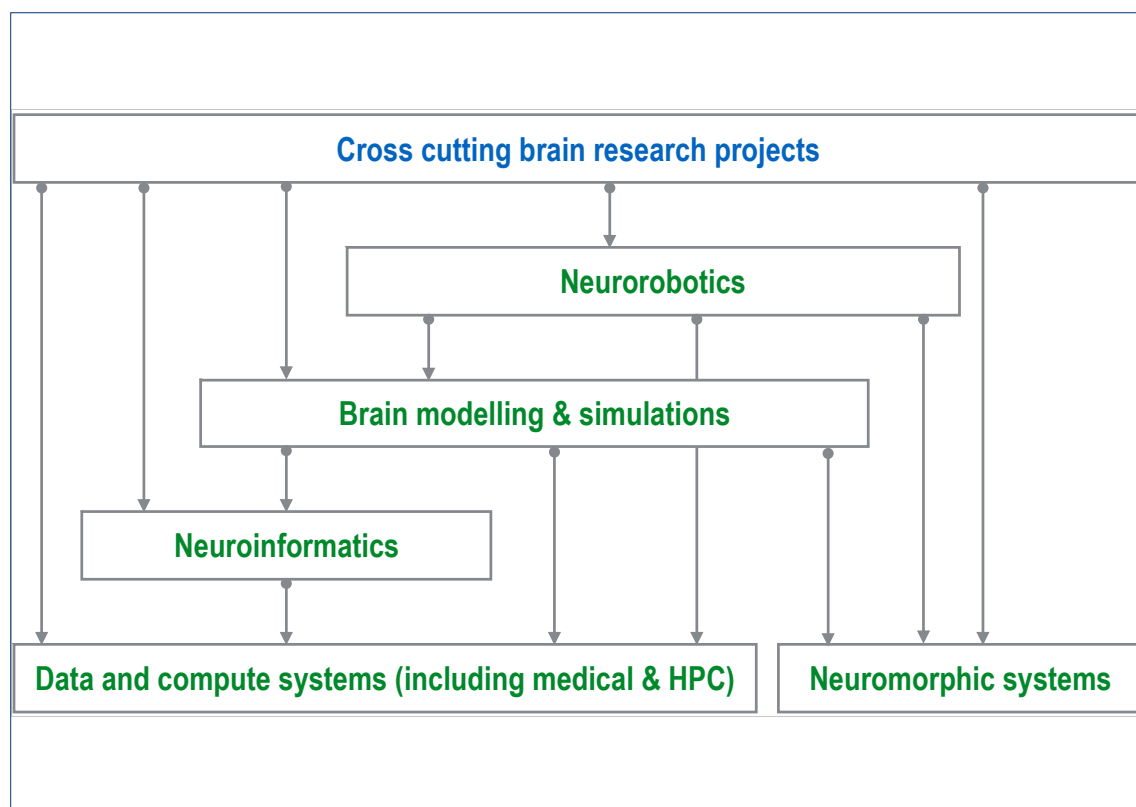 Cross cutting brain research projects
Neurorobotics
Brain modelling & simulations
Neuroinformatics
Data and compute systems (including medical & HPC)
Neuromorphic systems